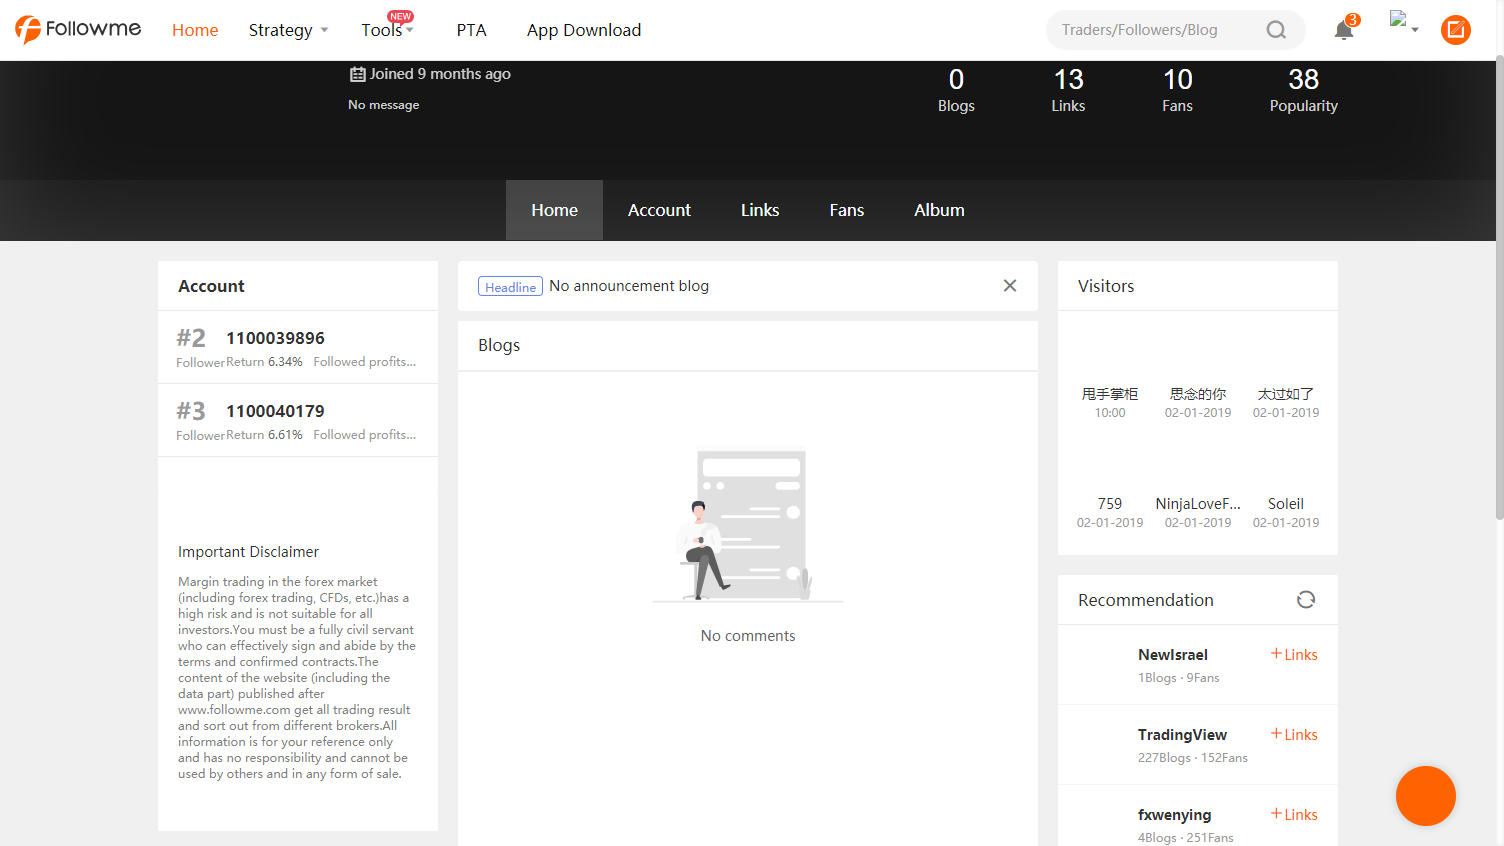 Followme
Home
Strategy
Tools
NEW
PTA
App Download
Traders/Followers/Blog
3
Joined 9 months ago
No message
0
Blogs
13
Links
10
Fans
38
Popularity
Home
Account
Links
Fans
Album
Account
#2 1100039896
Follower Return 6.34% Followed profits...
#3 1100040179
Follower Return 6.61% Followed profits...
Important Disclaimer
Margin trading in the forex market
(including forex trading, CFDs, etc.)has a
high risk and is not suitable for all
investors.You must be a fully civil servant
who can effectively sign and abide by the
terms and confirmed contracts.The
content of the website (including the
data part) published after
www.followme.com get all trading result
and sort out from different brokers.All
information is for your reference only
and has no responsibility and cannot be
used by others and in any form of sale.
Headline No announcement blog
Blogs
No comments
Visitors
甩手掌柜
10:00
思念的你
02-01-2019
太过如了
02-01-2019
759
02-01-2019
NinjaLoveF...
02-01-2019
Soleil
02-01-2019
Recommendation
NewIsrael
+Links
1Blogs · 9Fans
TradingView
+Links
227Blogs · 152Fans
fxwenying
+Links
4Blogs · 251Fans